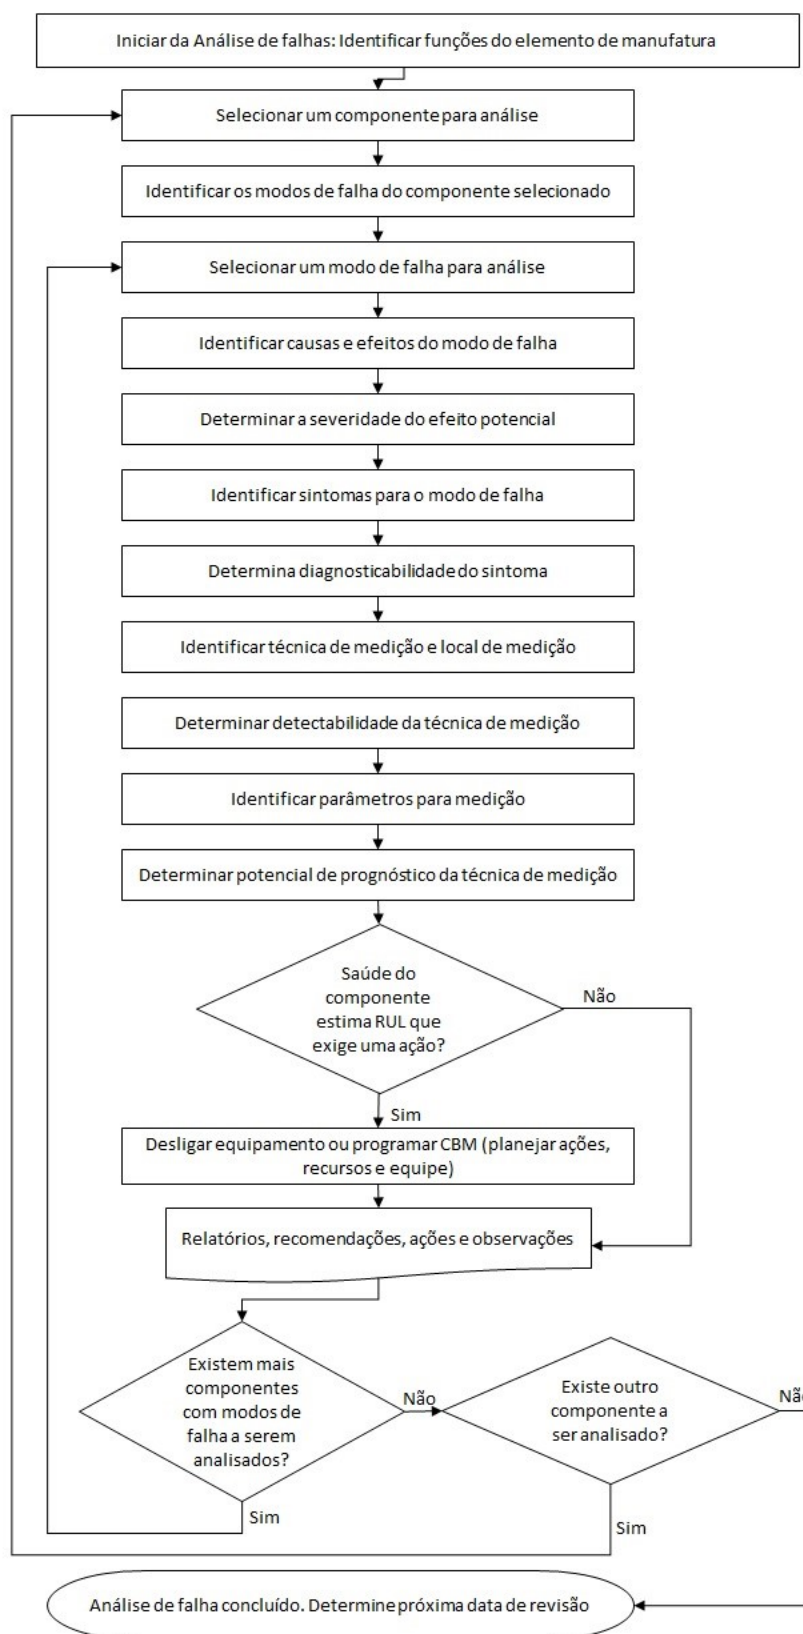 Iniciar da Análise de falhas: Identificar funções do elemento de manufatura
Selecionar um componente para análise
Identificar os modos de falha do componente selecionado
Selecionar um modo de falha para análise
Identificar causas e efeitos do modo de falha
Determinar a severidade do efeito potencial
Identificar sintomas para o modo de falha
Determina diagnosticabilidade do sintoma
Identificar técnica de medição e local de medição
Determinar detectabilidade da técnica de medição
Identificar parâmetros para medição
Determinar potencial de prognóstico da técnica de medição
Saúde do
componente
estima RUL que
exige uma ação?
Não
Sim
Desligar equipamento ou programar CBM (planejar ações,
recursos e equipe)
Relatórios, recomendações, ações e observações
Existem mais
componentes
com modos de
falha a serem
analisados?
Não
Sim
Existe outro
componente a
ser analisado?
Não
Sim
Análise de falha concluído. Determine próxima data de revisão